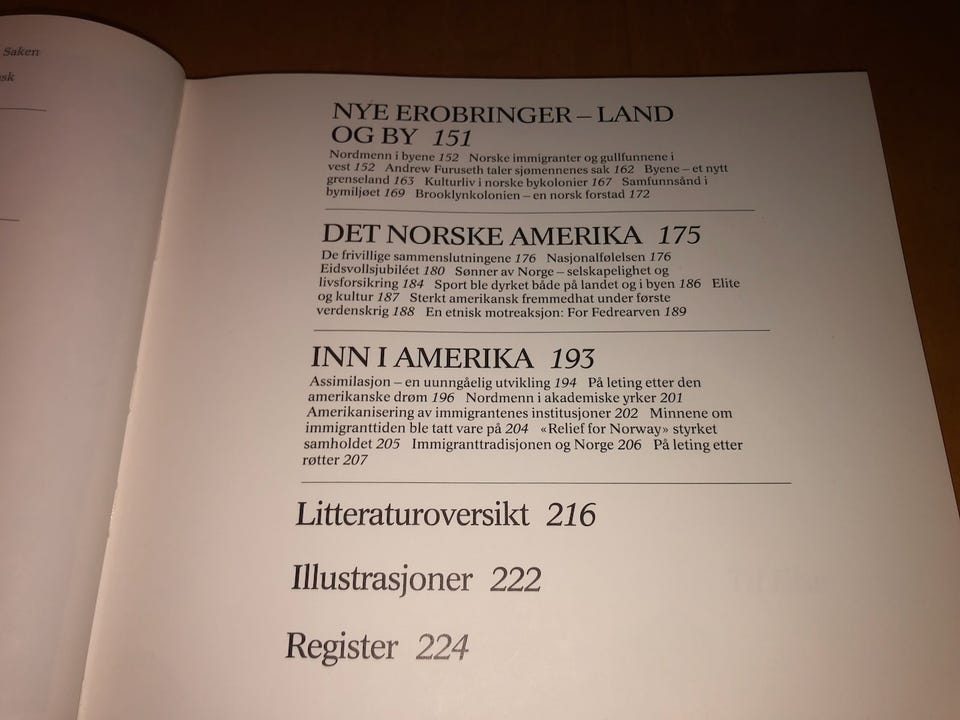 Saken
sk
NYE EROBRINGER – LAND
OG BY 151
Nordmenn i byene 152 Norske immigranter og gullfunnene i
vest 152 Andrew Furuseth taler sjømennenes sak 162 Byene – et nytt
grenseland 163 Kulturliv i norske bykolonier 167 Samfunnsånd i
bymiljøet 169 Brooklynkolonien – en norsk forstad 172
DET NORSKE AMERIKA 175
De frivillige sammenslutningene 176 Nasjonalfølelsen 176
Eidsvollsjubiléet 180 Sønner av Norge – selskapelighet og
livsforsikring 184 Sport ble dyrket både på landet og i byen 186 Elite
og kultur 187 Sterkt amerikansk fremmedhat under første
verdenskrig 188 En etnisk motreaksjon: For Fedrearven 189
INN I AMERIKA 193
Assimilasjon – en uunngåelig utvikling 194 På leting etter den
amerikanske drøm 196 Nordmenn i akademiske yrker 201
Amerikanisering av immigrantenes institusjoner 202 Minnene om
immigranttiden ble tatt vare på 204 «Relief for Norway» styrket
samholdet 205 Immigranttradisjonen og Norge 206 På leting etter
røtter 207
Litteraturoversikt 216
Illustrasjoner 222
Register 224